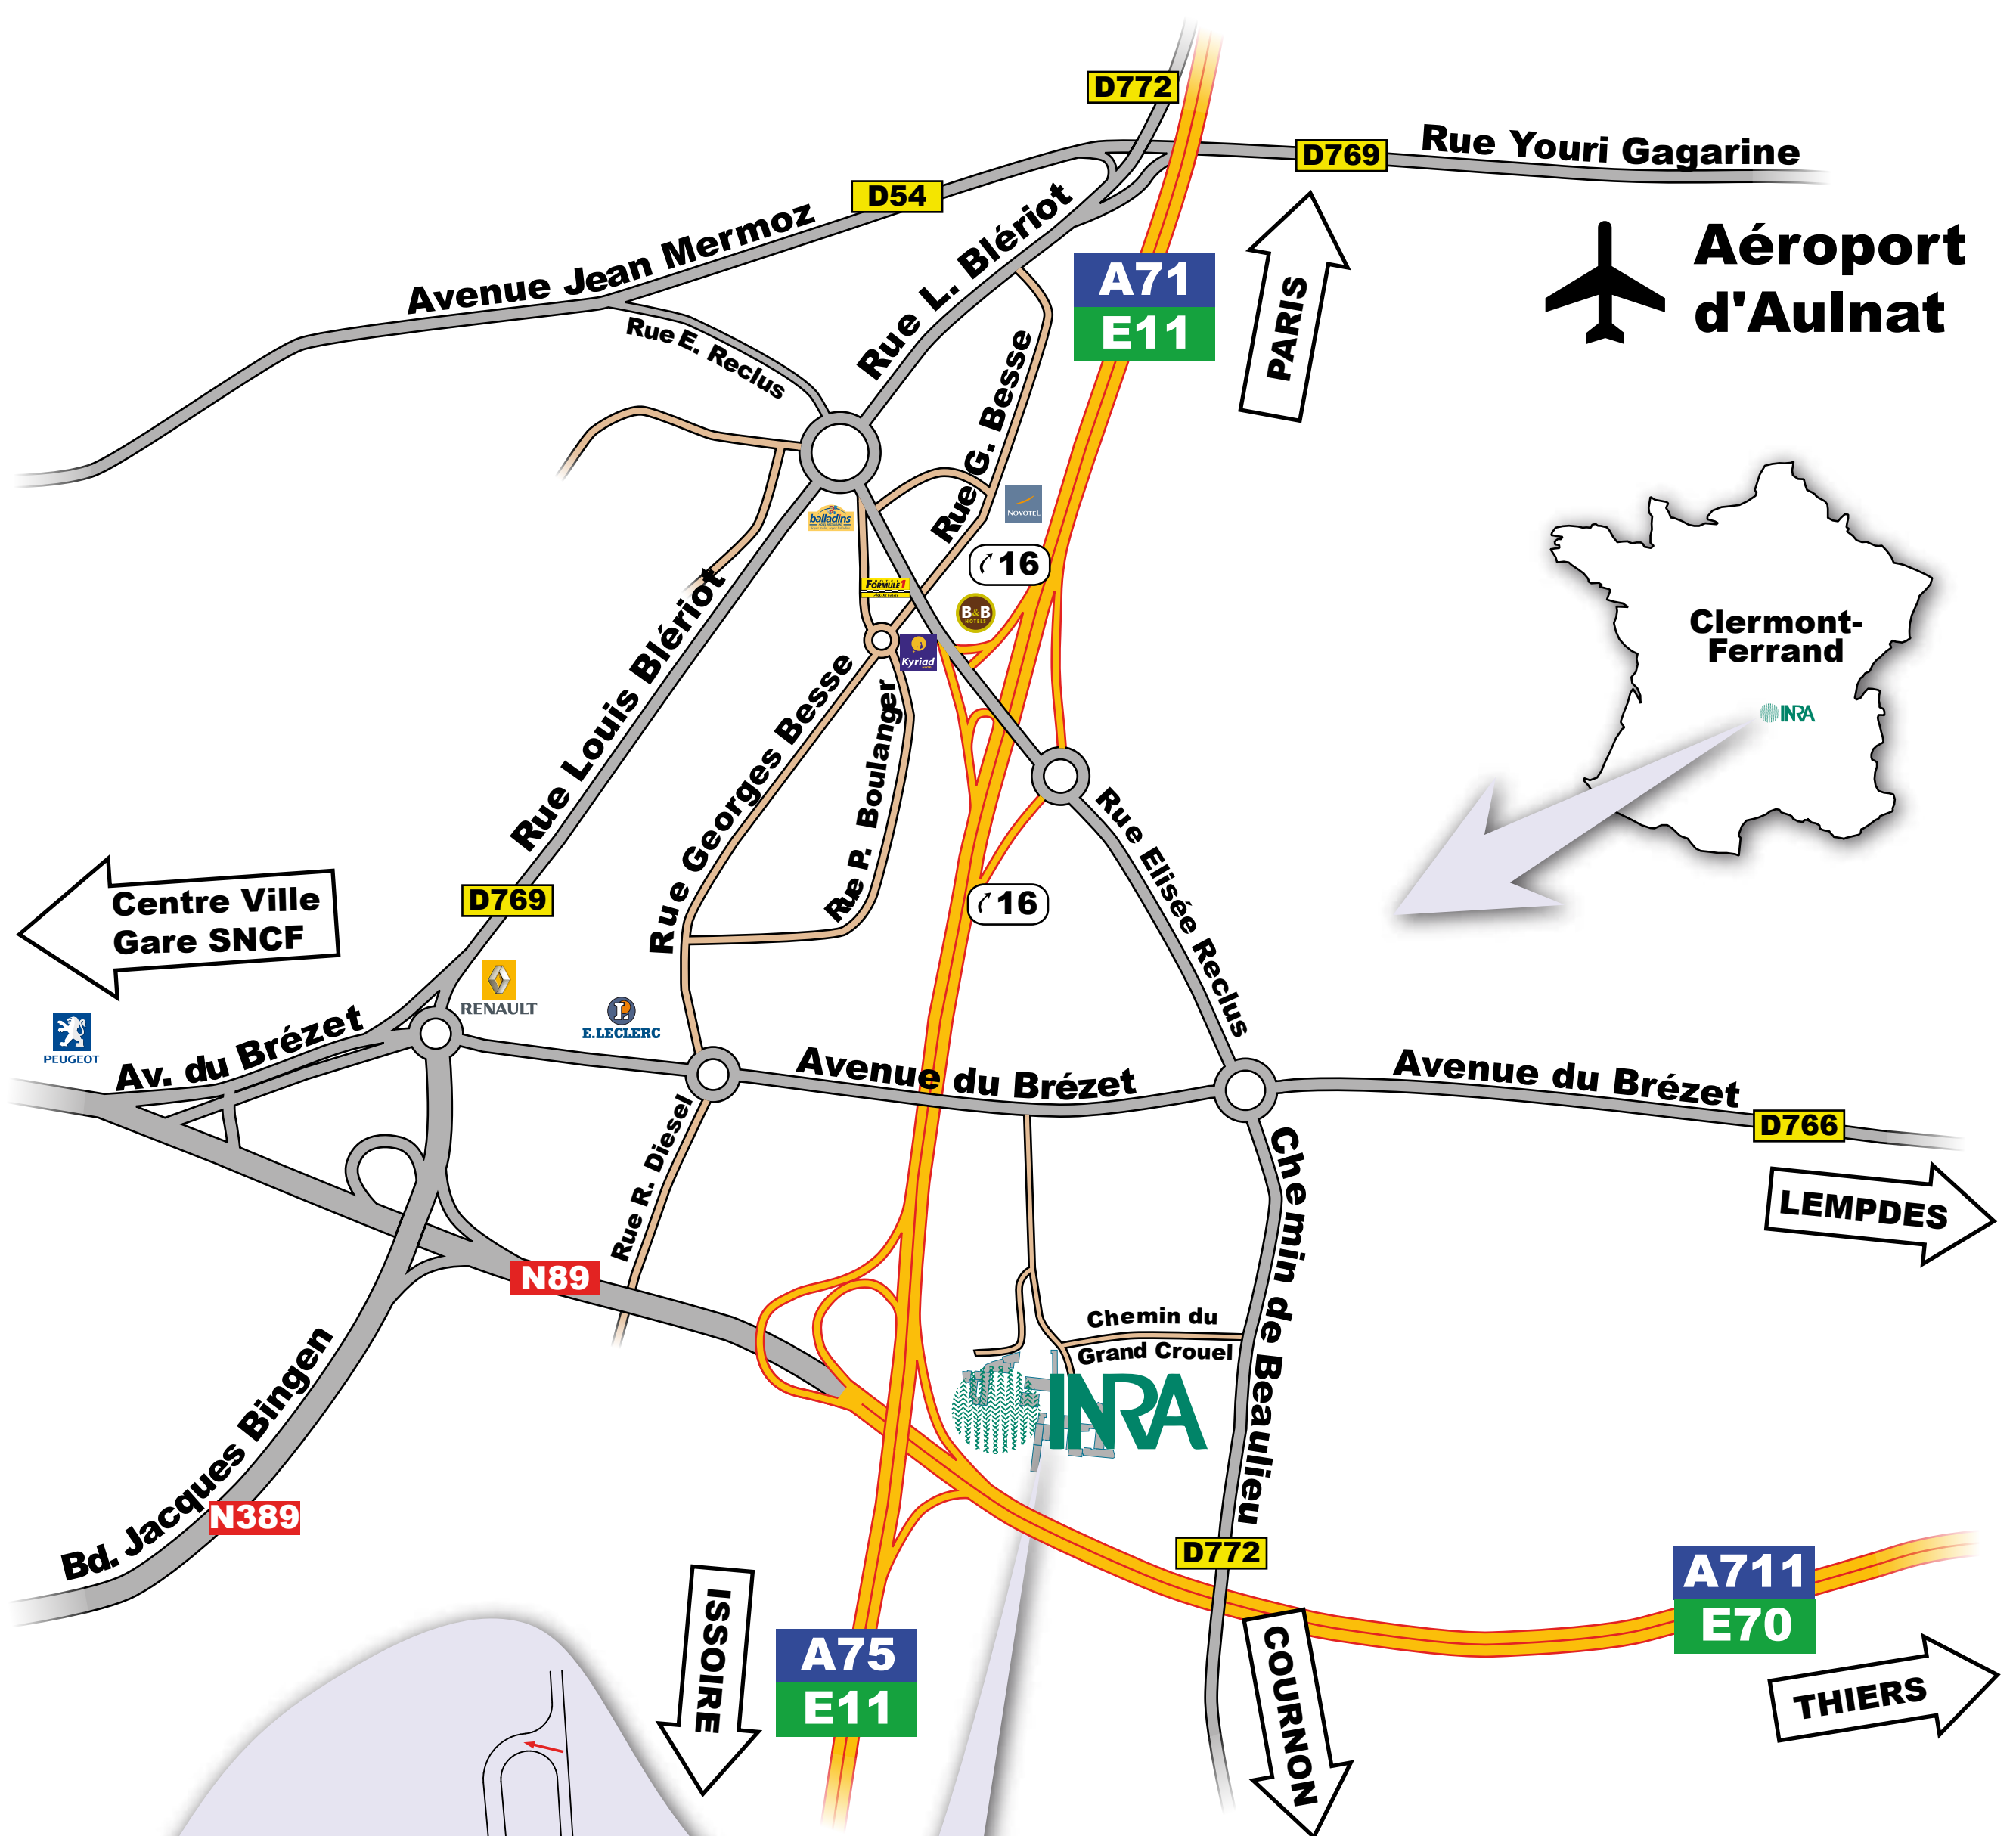 D772
Rue Youri Gagarine
D769
D54
Avenue Jean Mermoz
Rue L. Blériot
Aéroport
d'Aulnat
A71
E11
PARIS
Rue E. Reclus
Rue G. Besse
NOVOTEL
balladins
16
FORMULE1
B&B
HOTELS
Kyriad
Clermont-
Ferrand
INRA
Rue Louis Blériot
Rue Georges Besse
Rue P. Boulanger
Rue Elisée Reclus
16
Centre Ville
Gare SNCF
D769
RENAULT
E.LECLERC
PEUGEOT
Av. du Brézet
Avenue du Brézet
Avenue du Brézet
D766
LEMPDES
Rue R. Diesel
Chemin de Beaulieu
N89
Chemin du
Grand Crouel
INRA
Bd. Jacques Bingen
N389
D772
A711
E70
THIERS
ISSOIRE
A75
E11
COURNON